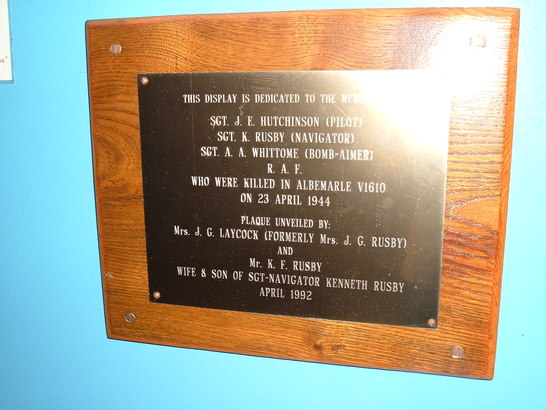 THIS DISPLAY IS DEDICATED TO THE
SGT. J. E. HUTCHINSON (PILOT)
SGT. K. RUSBY (NAVIGATOR)
SGT. A. A. WHITTOME (BOMB-AIMER)
R. A. F.
WHO WERE KILLED IN ALBEMARLE V1610
ON 23 APRIL 1944
PLAQUE UNVEILED BY:
Mrs. J. G. LAYCOCK (FORMERLY Mrs. J. G. RUSBY)
AND
Mr. K. F. RUSBY
WIFE & SON OF SGT-NAVIGATOR KENNETH RUSBY
APRIL 1992